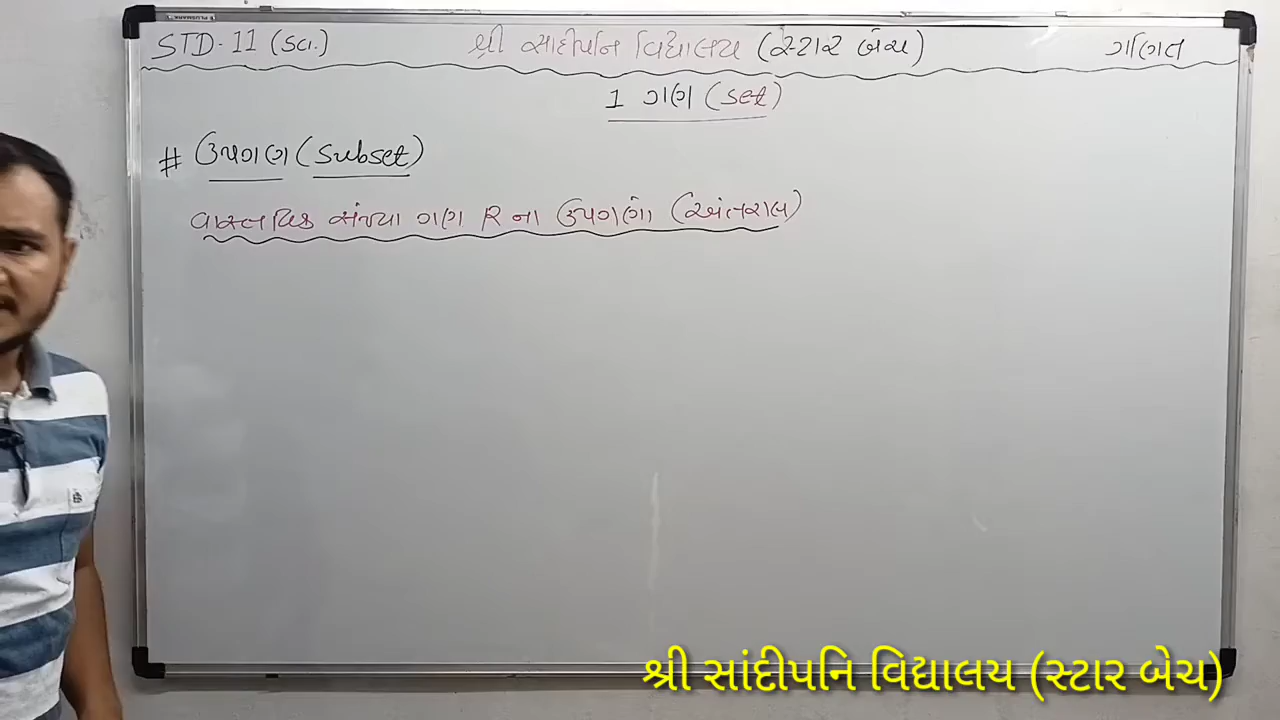 STD-11 (Sci.) શ્રી સાંદીપનિ વિદ્યાલય (સ્ટાર બેચ) ગણિત
1 ગણ (Set)
# ઉપગણ (Subset)
વાસ્તવિક સંખ્યા ગણ R ના ઉપગણો (અંતરાલ)
શ્રી સાંદીપનિ વિદ્યાલય (સ્ટાર બેચ)